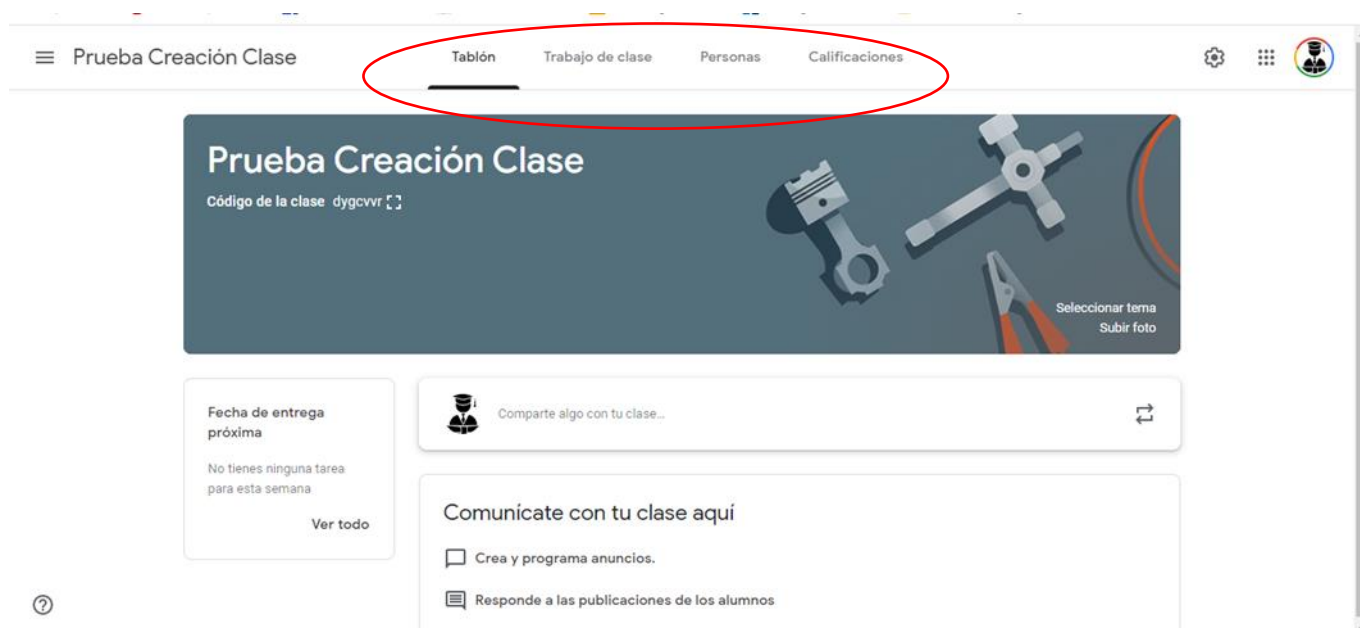 Prueba Creación Clase
Tablón
Trabajo de clase
Personas
Calificaciones
Prueba Creación Clase
Código de la clase dygcvvr
Seleccionar tema
Subir foto
Fecha de entrega
próxima
No tienes ninguna tarea
para esta semana
Ver todo
Comparte algo con tu clase...
Comunícate con tu clase aquí
Crea y programa anuncios.
Responde a las publicaciones de los alumnos